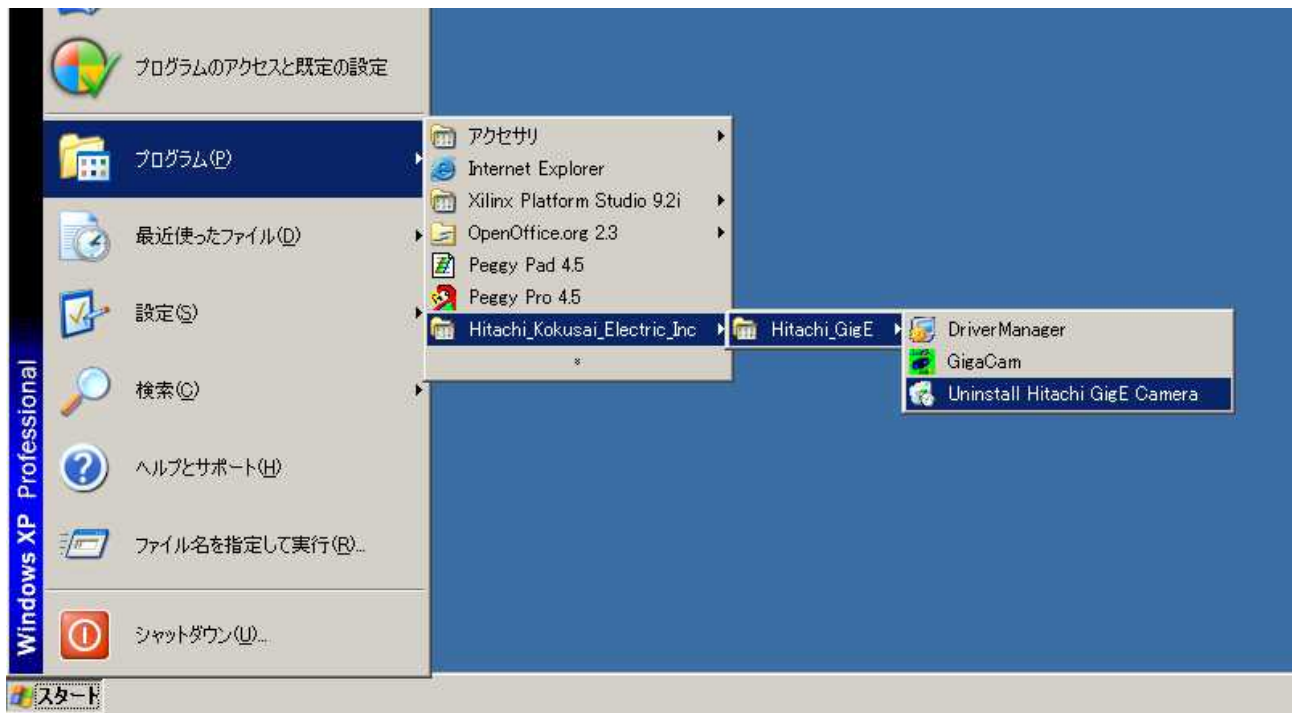 プログラムのアクセスと既定の設定
プログラム(P)
最近使ったファイル(D)
設定(S)
検索(C)
ヘルプとサポート(H)
ファイル名を指定して実行(R)...
シャットダウン(U)...
Windows XP Professional
スタート
アクセサリ
Internet Explorer
Xilinx Platform Studio 9.2i
OpenOffice.org 2.3
Peggy Pad 4.5
Peggy Pro 4.5
Hitachi_Kokusai_Electric_Inc
Hitachi_GigE
DriverManager
GigaCam
Uninstall Hitachi GigE Camera